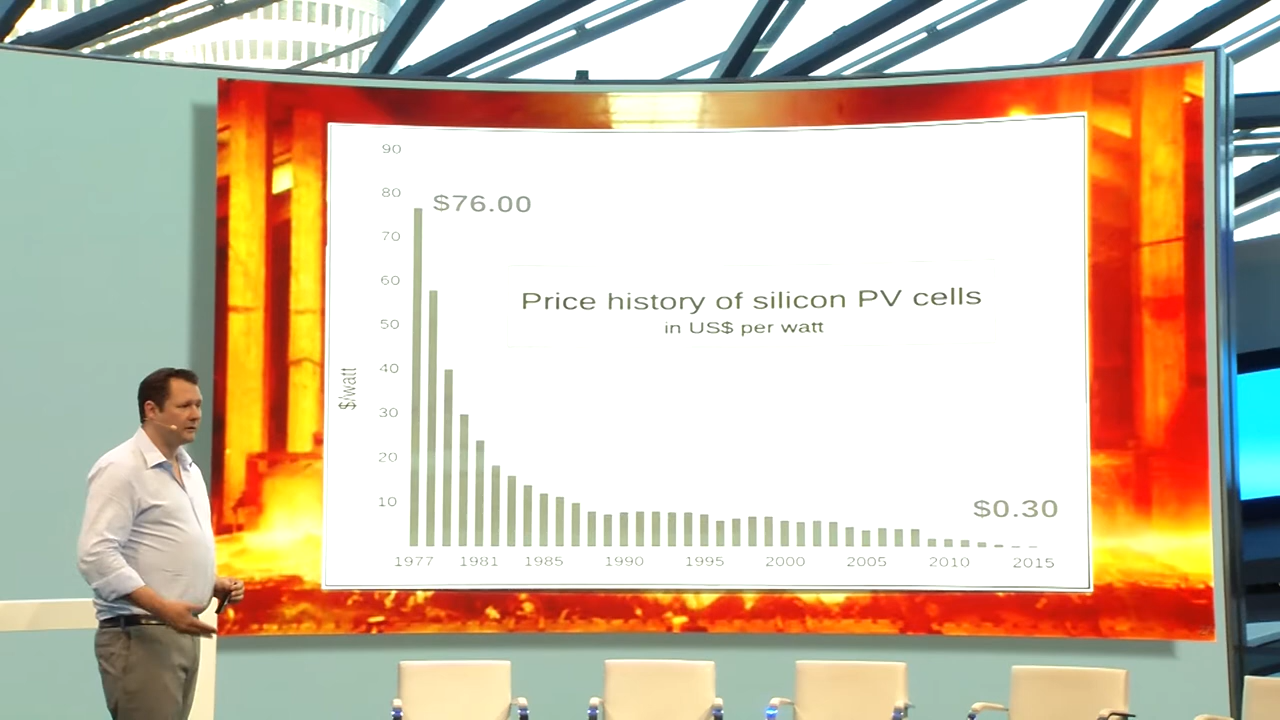 90
80
$76.00
70
60
Price history of silicon PV cells
in US$ per watt
50
40
$/watt
30
20
10
$0.30
1977 1981 1985 1990 1995 2000 2005 2010 2015